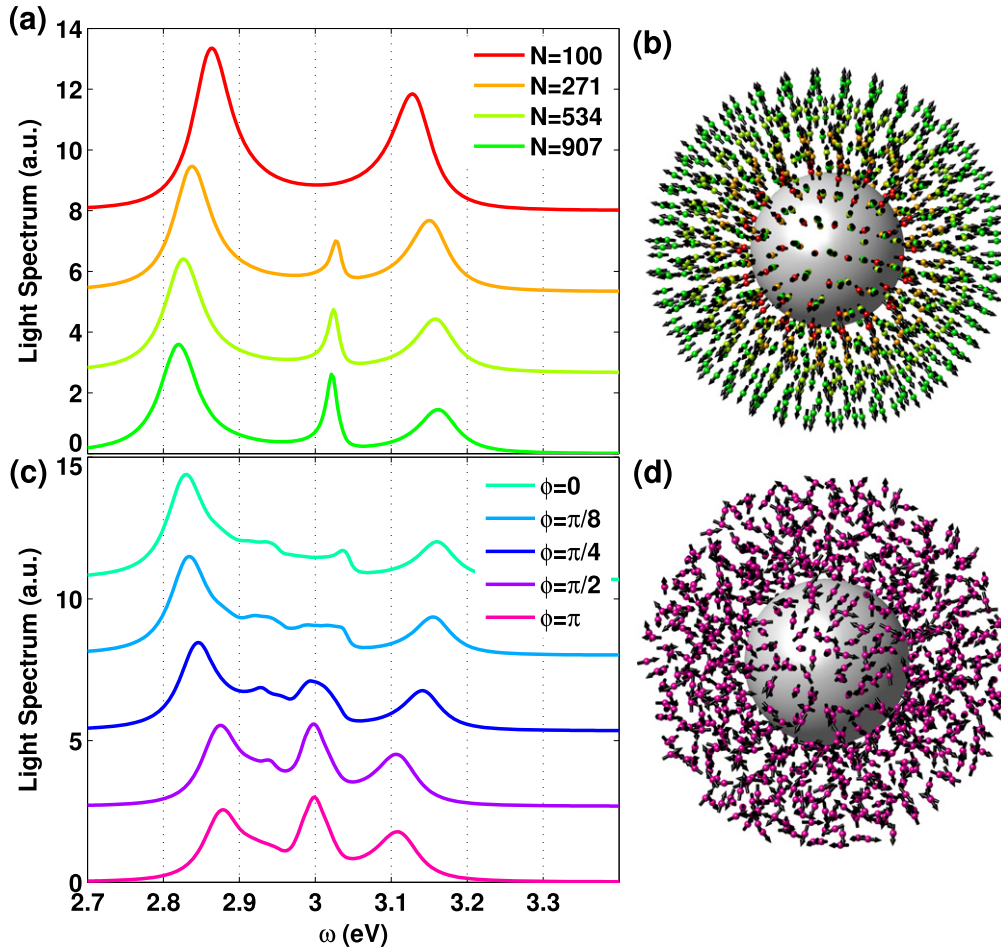 (a)
Light Spectrum (a.u.)
14
12
10
8
6
4
2
0
N=100
N=271
N=534
N=907
(b)
(c)
Light Spectrum (a.u.)
15
10
5
0
ϕ=0
ϕ=π/8
ϕ=π/4
ϕ=π/2
ϕ=π
2.7 2.8 2.9 3 3.1 3.2 3.3
ω (eV)
(d)